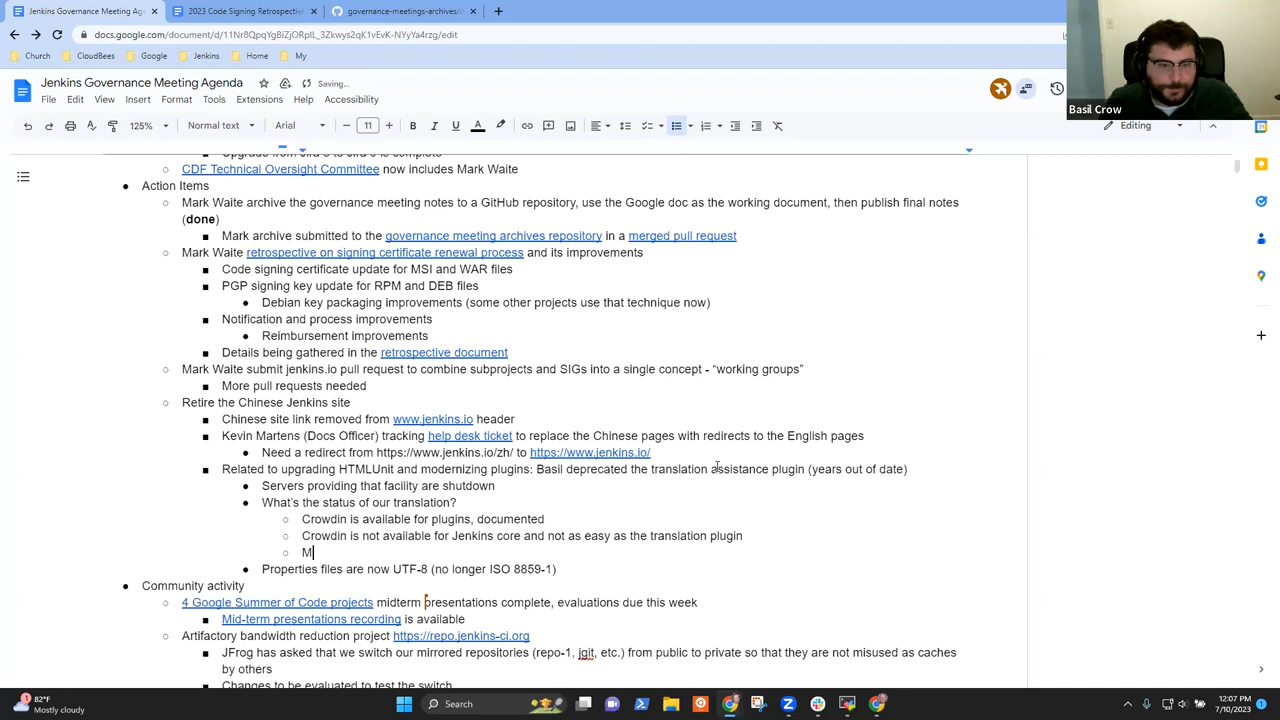 Jenkins Governance Meeting Age
2023 Code Signing Retrospectiv
governance-meetings-archives/
docs.google.com/document/d/11Nr8QpqYgBiZjORpIL_3Zkwys2qK1vEvK-NYyYa4rzg/edit
Church
CloudBees
Google
Jenkins
Home
My
Jenkins Governance Meeting Agenda
Saving...
File Edit View Insert Format Tools Extensions Accessibility
125%
Normal text
Arial
11
Editing
Basil Crow
CDF Technical Oversight Committee now includes Mark Waite
Action Items
Mark Waite archive the governance meeting notes to a GitHub repository, use the Google doc as the working document, then publish final notes
(done)
Mark archive submitted to the governance meeting archives repository in a merged pull request
Mark Waite retrospective on signing certificate renewal process and its improvements
Code signing certificate update for MSI and WAR files
PGP signing key update for RPM and DEB files
Debian key packaging improvements (some other projects use that technique now)
Notification and process improvements
Reimbursement improvements
Details being gathered in the retrospective document
Mark Waite submit jenkins.io pull request to combine subprojects and SIGs into a single concept - “working groups”
More pull requests needed
Retire the Chinese Jenkins site
Chinese site link removed from www.jenkins.io header
Kevin Martens (Docs Officer) tracking help desk ticket to replace the Chinese pages with redirects to the English pages
Need a redirect from https://www.jenkins.io/zh/ to https://www.jenkins.io/
Related to upgrading HTMLUnit and modernizing plugins: Basil deprecated the translation assistance plugin (years out of date)
Servers providing that facility are shutdown
What’s the status of our translation?
Crowdin is available for plugins, documented
Crowdin is not available for Jenkins core and not as easy as the translation plugin
M
Properties files are now UTF-8 (no longer ISO 8859-1)
Community activity
4 Google Summer of Code projects midterm presentations complete, evaluations due this week
Mid-term presentations recording is available
Artifactory bandwidth reduction project https://repo.jenkins-ci.org
JFrog has asked that we switch our mirrored repositories (repo-1, jgit, etc.) from public to private so that they are not misused as caches
by others
Changes to be evaluated to test the switch
82°F
Mostly cloudy
Search
12:07 PM
7/10/2023